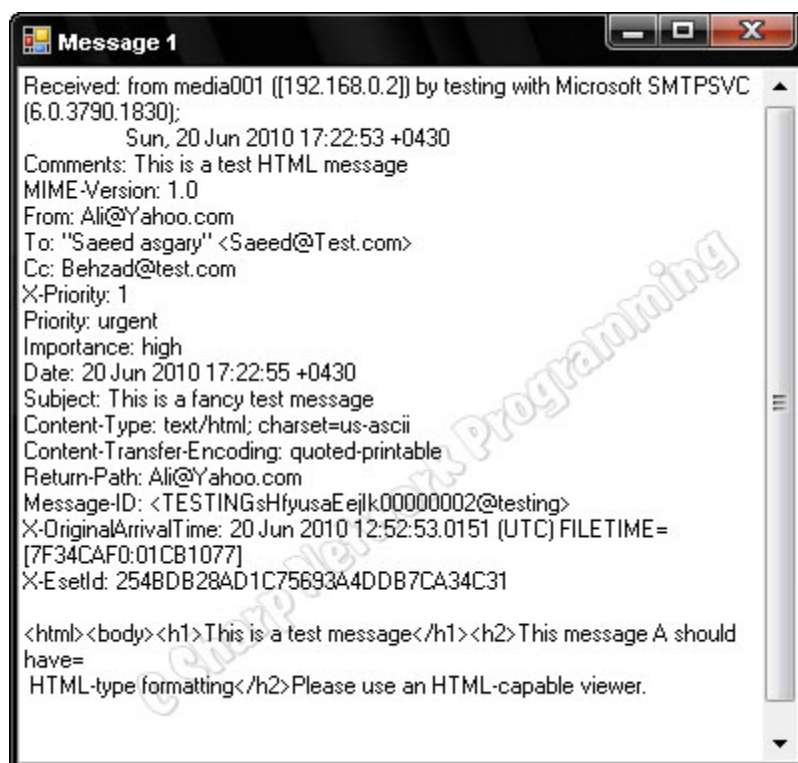 Message 1
Received: from media001 ([192.168.0.2]) by testing with Microsoft SMTPSVC
(6.0.3790.1830);
Sun, 20 Jun 2010 17:22:53 +0430
Comments: This is a test HTML message
MIME-Version: 1.0
From: Ali@Yahoo.com
To: "Saeed asgary" <Saeed@Test.com>
Cc: Behzad@test.com
X-Priority: 1
Priority: urgent
Importance: high
Date: 20 Jun 2010 17:22:55 +0430
Subject: This is a fancy test message
Content-Type: text/html; charset=us-ascii
Content-Transfer-Encoding: quoted-printable
Return-Path: Ali@Yahoo.com
Message-ID: <TESTINGsHfyusaEejlk00000002@testing>
X-OriginalArrivalTime: 20 Jun 2010 12:52:53.0151 (UTC) FILETIME=
[7F34CAF0:01CB1077]
X-EsetId: 254BDB28AD1C75693A4DDB7CA34C31

<html><body><h1>This is a test message</h1><h2>This message A should
have=
HTML-type formatting</h2>Please use an HTML-capable viewer.
C Sharp Network Programming